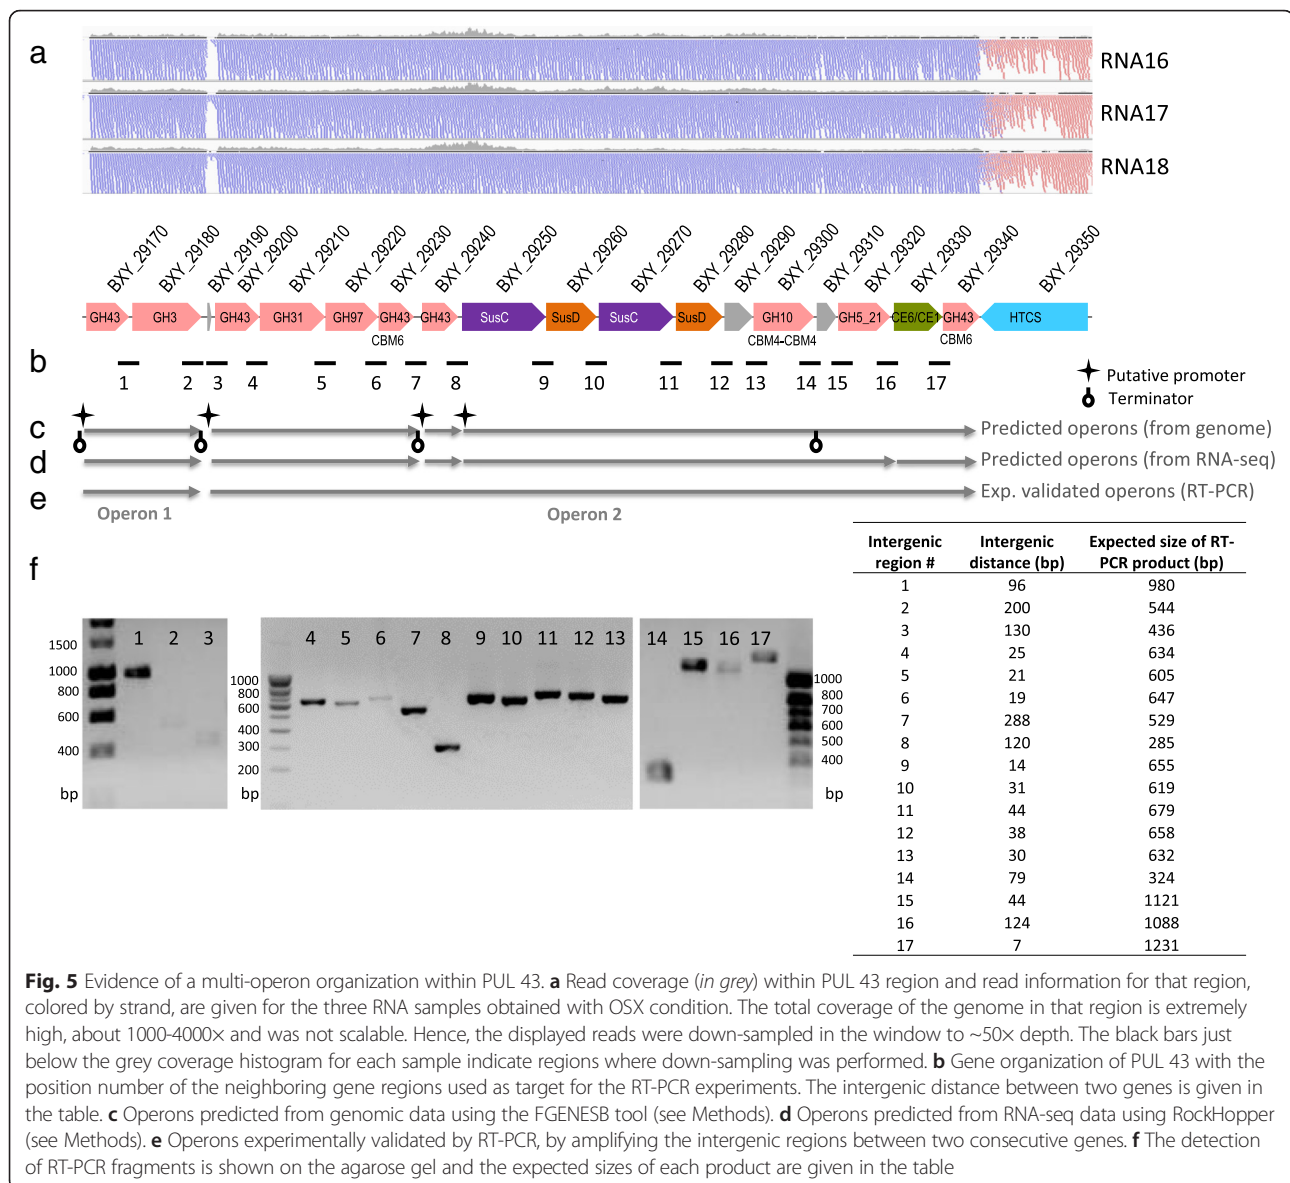 a
RNA16
RNA17
RNA18
BXY_29170
BXY_29180
BXY_29190
BXY_29200
BXY_29210
BXY_29220
BXY_29230
BXY_29240
BXY_29250
BXY_29260
BXY_29270
BXY_29280
BXY_29290
BXY_29300
BXY_29310
BXY_29320
BXY_29330
BXY_29340
BXY_29350
GH43 GH3 GH43 GH31 GH97 GH43 GH43 SusC SusD SusC SusD GH10 GH5_21 CE6/CE1 GH43 HTCS
CBM6 CBM4-CBM4 CBM6
b
1 2 3 4 5 6 7 8 9 10 11 12 13 14 15 16 17
Putative promoter
Terminator
c Predicted operons (from genome)
d Predicted operons (from RNA-seq)
e Exp. validated operons (RT-PCR)
Operon 1 Operon 2
f
1 2 3
1500
1000
800
600
400
bp
4 5 6 7 8 9 10 11 12 13
1000
800
600
400
300
200
bp
14 15 16 17
1000
800
700
600
500
400
bp
Intergenic region # Intergenic distance (bp) Expected size of RT-PCR product (bp)
1 96 980
2 200 544
3 130 436
4 25 634
5 21 605
6 19 647
7 288 529
8 120 285
9 14 655
10 31 619
11 44 679
12 38 658
13 30 632
14 79 324
15 44 1121
16 124 1088
17 7 1231
Fig. 5 Evidence of a multi-operon organization within PUL 43. a Read coverage (in grey) within PUL 43 region and read information for that region,
colored by strand, are given for the three RNA samples obtained with OSX condition. The total coverage of the genome in that region is extremely
high, about 1000-4000× and was not scalable. Hence, the displayed reads were down-sampled in the window to ~50× depth. The black bars just
below the grey coverage histogram for each sample indicate regions where down-sampling was performed. b Gene organization of PUL 43 with the
position number of the neighboring gene regions used as target for the RT-PCR experiments. The intergenic distance between two genes is given in
the table. c Operons predicted from genomic data using the FGENESB tool (see Methods). d Operons predicted from RNA-seq data using RockHopper
(see Methods). e Operons experimentally validated by RT-PCR, by amplifying the intergenic regions between two consecutive genes. f The detection
of RT-PCR fragments is shown on the agarose gel and the expected sizes of each product are given in the table